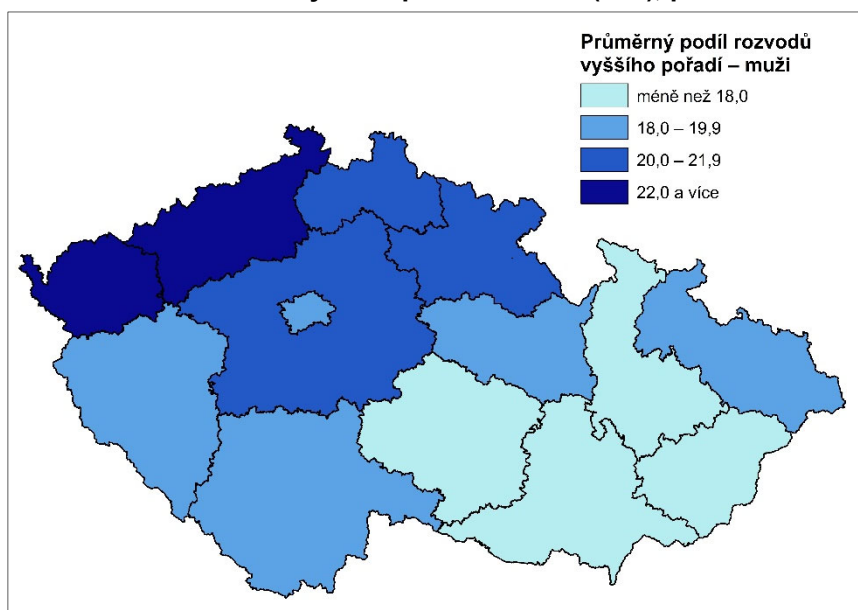 Průměrný podíl rozvodů
vyššího pořadí – muži
méně než 18,0
18,0 – 19,9
20,0 – 21,9
22,0 a více